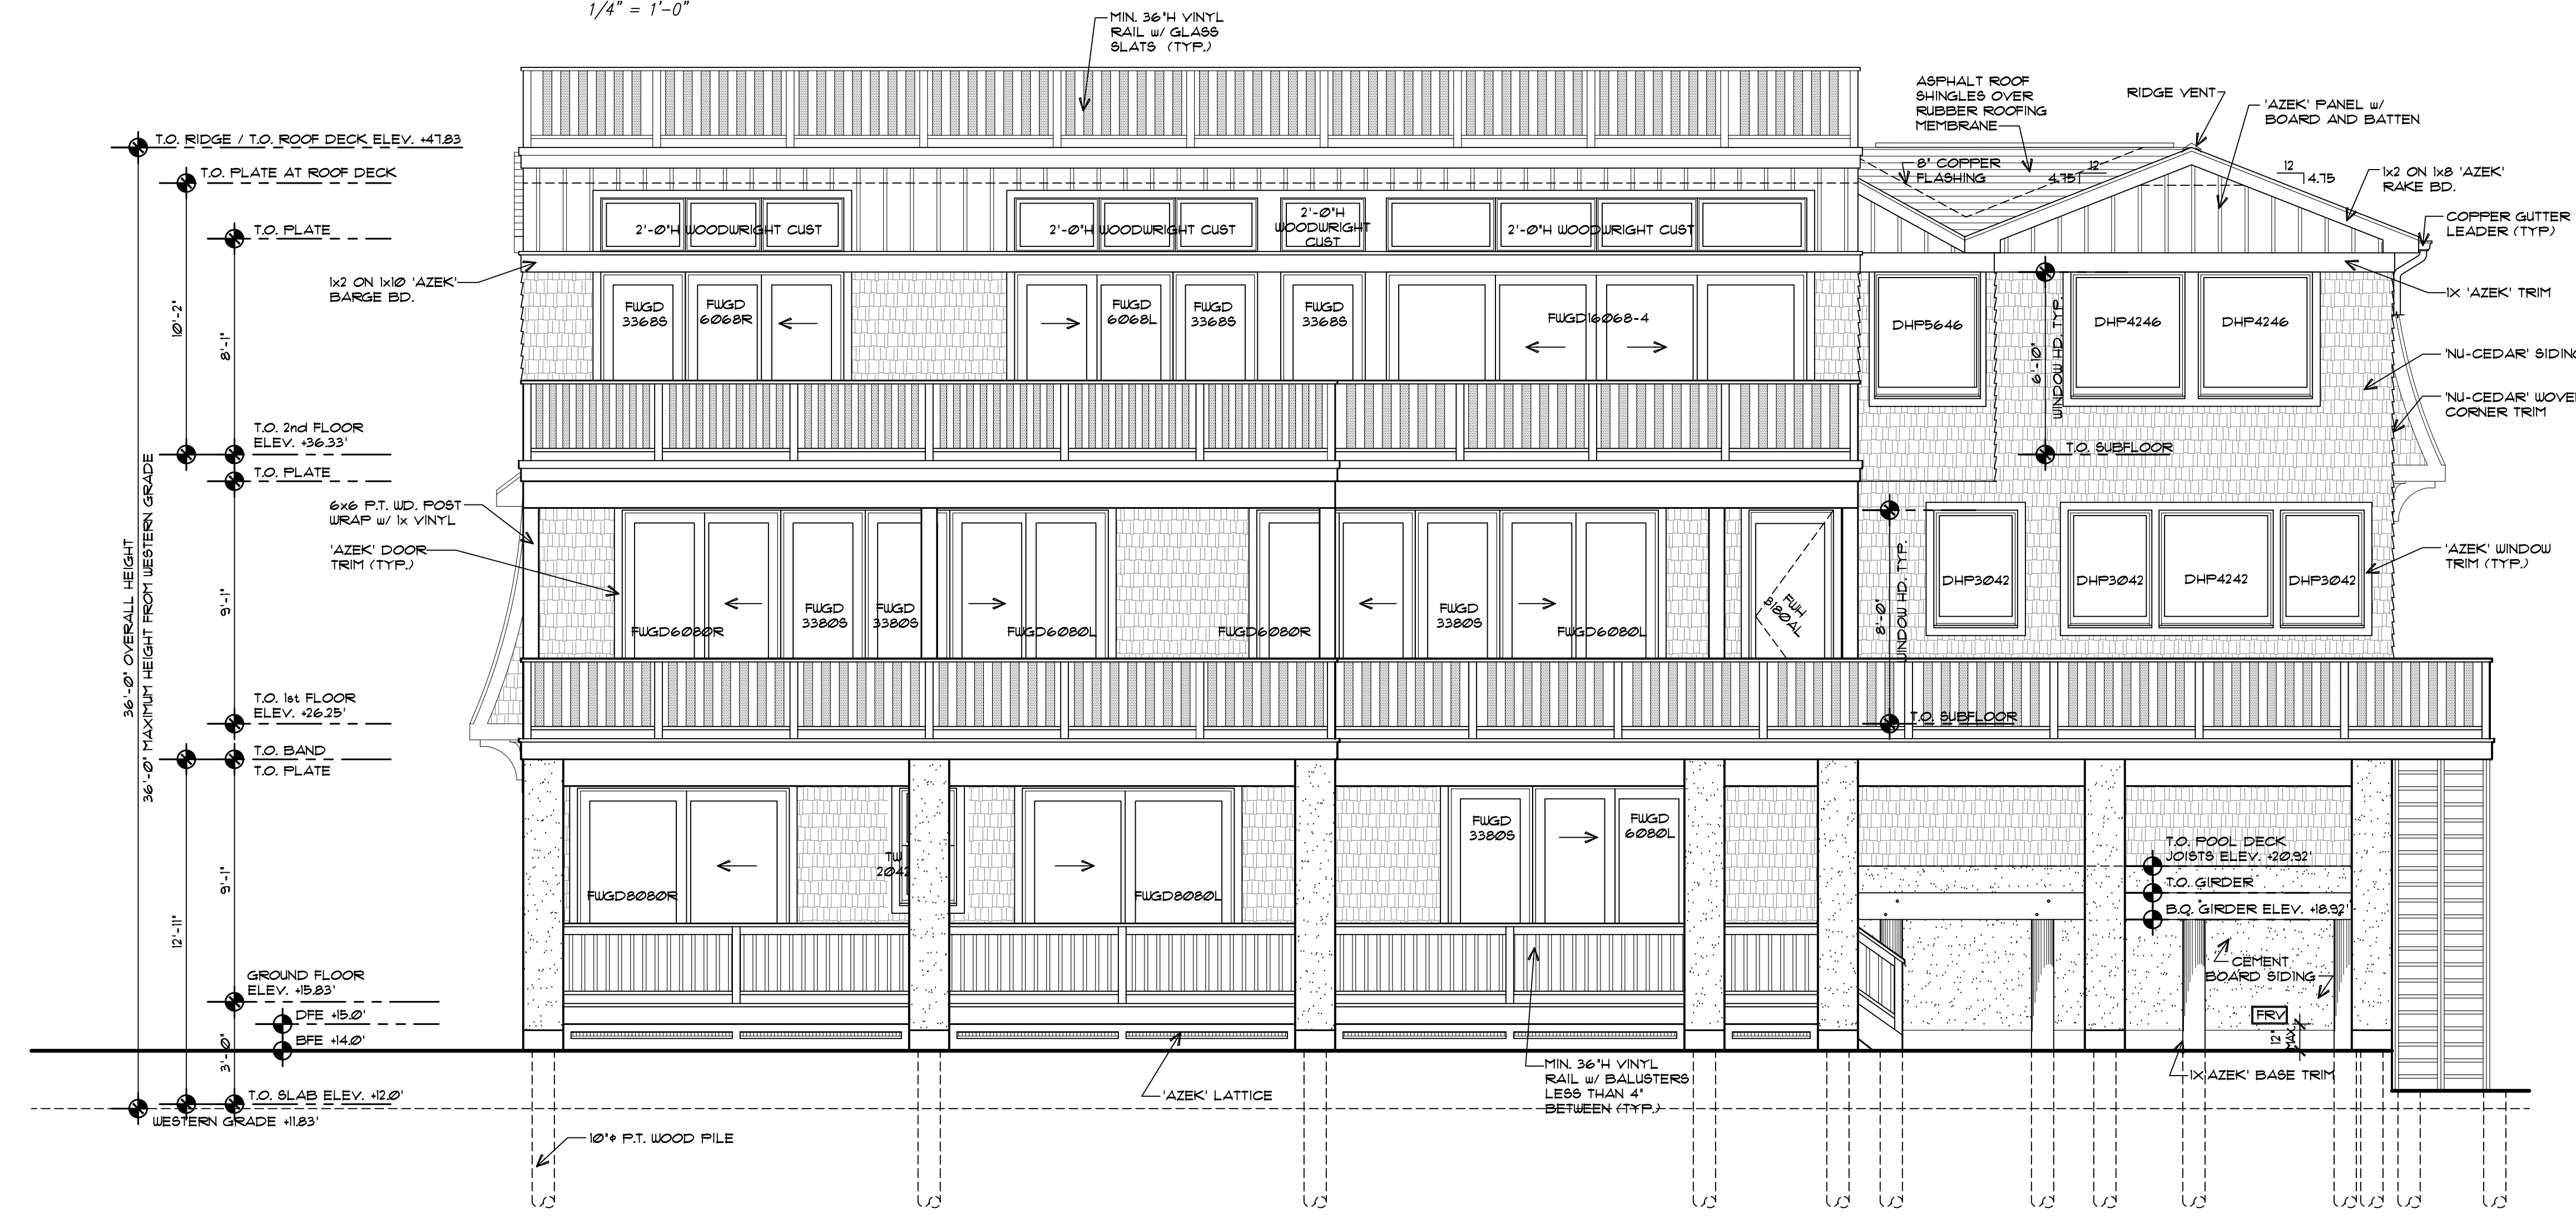 1/4" = 1'-0"
MIN. 36"H VINYL
RAIL w/ GLASS
SLATS (TYP.)
ASPHALT ROOF
SHINGLES OVER
RUBBER ROOFING
MEMBRANE
RIDGE VENT
'AZEK' PANEL w/
BOARD AND BATTEN
T.O. RIDGE / T.O. ROOF DECK ELEV. +47.83
T.O. PLATE AT ROOF DECK
8" COPPER
FLASHING
12
4.75
12
4.75
1x2 ON 1x8 'AZEK'
RAKE BD.
COPPER GUTTER
LEADER (TYP)
T.O. PLATE
2'-0"H WOODWRIGHT CUST
2'-0"H WOODWRIGHT CUST
2'-0"H
WOODWRIGHT
CUST
2'-0"H WOODWRIGHT CUST
1x2 ON 1x10 'AZEK'
BARGE BD.
1X 'AZEK' TRIM
10'-2"
8'-1"
FWGD
3368S
FWGD
6068R
FWGD
6068L
FWGD
3368S
FWGD
3368S
FWGD16068-4
DHP5646
DHP4246
DHP4246
6'-10"
WINDOW HD. TYP.
'NU-CEDAR' SIDING
'NU-CEDAR' WOVEN
CORNER TRIM
T.O. 2nd FLOOR
ELEV. +36.33'
T.O. PLATE
T.O. SUBFLOOR
36'-0" OVERALL HEIGHT
36'-0" MAXIMUM HEIGHT FROM WESTERN GRADE
6x6 P.T. WD. POST
WRAP w/ 1x VINYL
'AZEK' DOOR
TRIM (TYP.)
9'-1"
FWGD6080R
FWGD
3380S
FWGD
3380S
FWGD6080L
FWGD6080R
FWGD
3380S
FWGD6080L
FWH
B180AL
8'-0"
WINDOW HD. TYP.
DHP3042
DHP3042
DHP4242
DHP3042
'AZEK' WINDOW
TRIM (TYP.)
T.O. 1st FLOOR
ELEV. +26.25'
T.O. SUBFLOOR
T.O. BAND
T.O. PLATE
12'-11"
9'-1"
FWGD8080R
TW
2042
FWGD8080L
FWGD
3380S
FWGD
6080L
T.O. POOL DECK
JOISTS ELEV. +20.92'
T.O. GIRDER
B.O. GIRDER ELEV. +18.92'
CEMENT
BOARD SIDING
FRV
12"
MAX
GROUND FLOOR
ELEV. +15.83'
DFE +15.0'
BFE +14.0'
3'-0"
T.O. SLAB ELEV. +12.0'
WESTERN GRADE +11.83'
'AZEK' LATTICE
MIN. 36"H VINYL
RAIL w/ BALUSTERS
LESS THAN 4"
BETWEEN (TYP.)
1X'AZEK' BASE TRIM
10"ϕ P.T. WOOD PILE